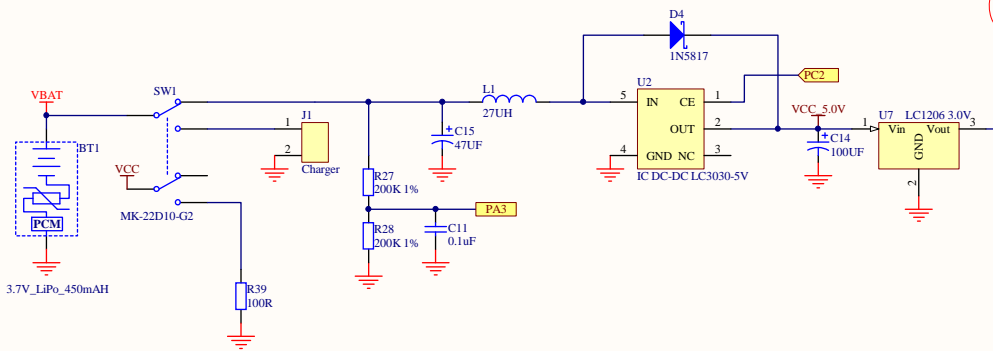 D4
1N5817
VBAT
SW1
L1
27UH
U2
PC2
5
IN
CE
1
VCC_5.0V
U7
LC1206 3.0V
J1
1
2
Charger
C15
47UF
OUT
2
C14
100UF
1
Vin
Vout
3
GND
2
4
GND
NC
3
IC DC-DC LC3030-5V
BT1
VCC
MK-22D10-G2
PCM
R27
200K 1%
PA3
R28
200K 1%
C11
0.1uF
3.7V_LiPo_450mAH
R39
100R
+
+